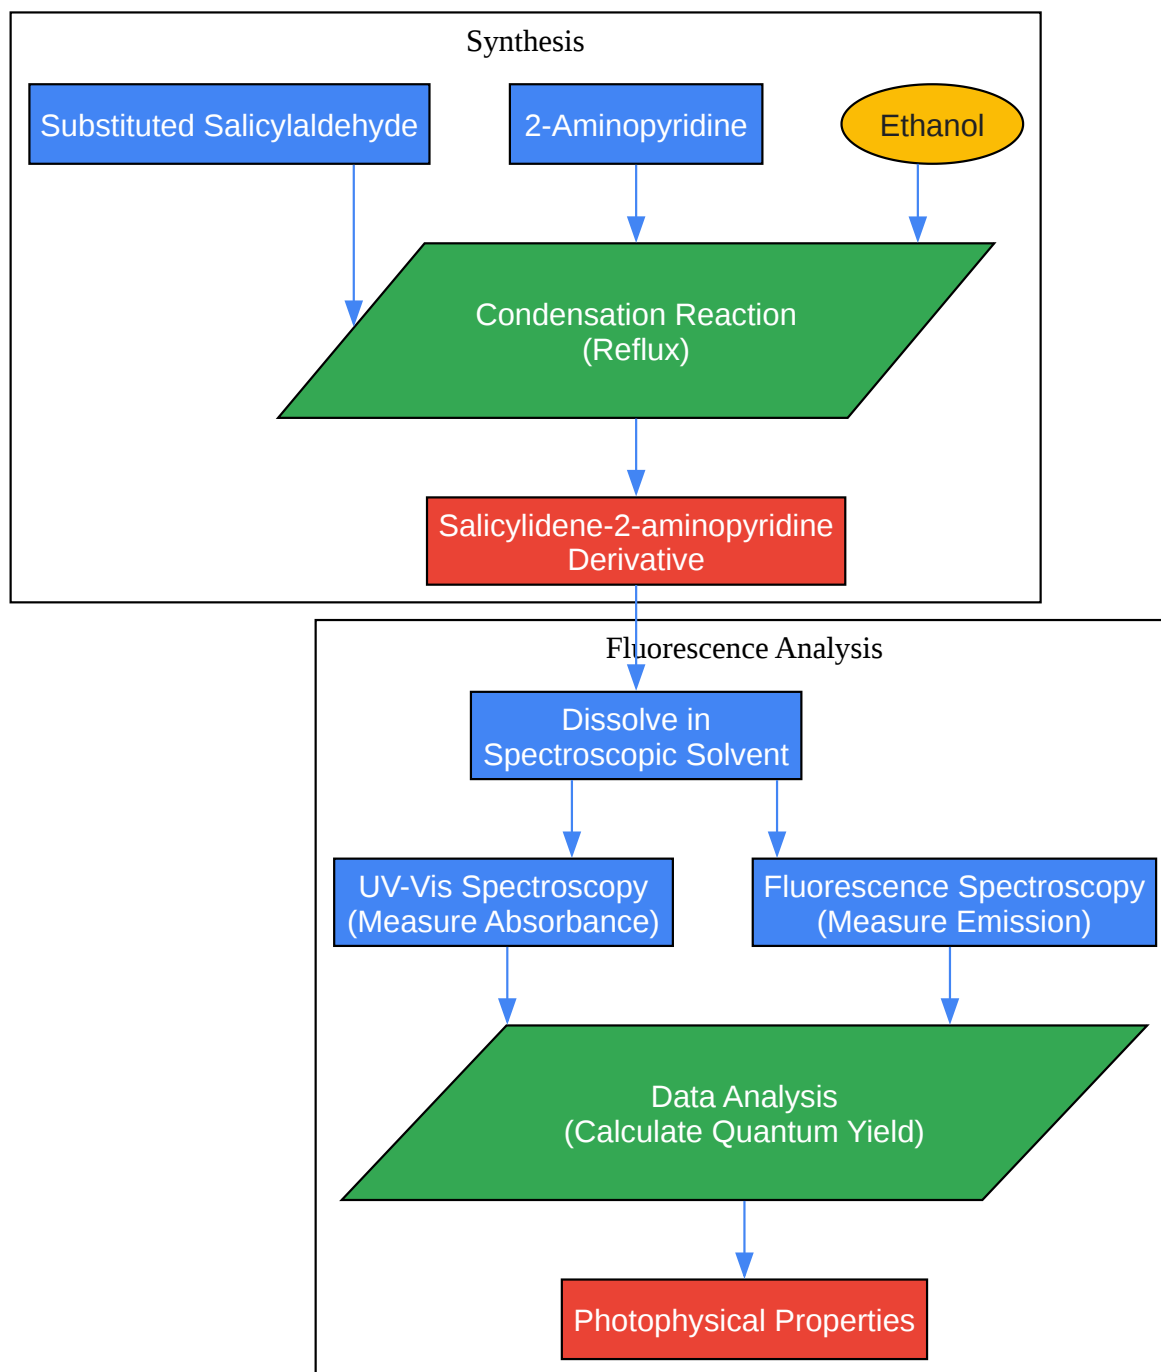 Synthesis
Substituted Salicylaldehyde
2-Aminopyridine
Ethanol
Condensation Reaction
(Reflux)
Salicylidene-2-aminopyridine
Derivative
Fluorescence Analysis
Dissolve in
Spectroscopic Solvent
UV-Vis Spectroscopy
(Measure Absorbance)
Fluorescence Spectroscopy
(Measure Emission)
Data Analysis
(Calculate Quantum Yield)
Photophysical Properties